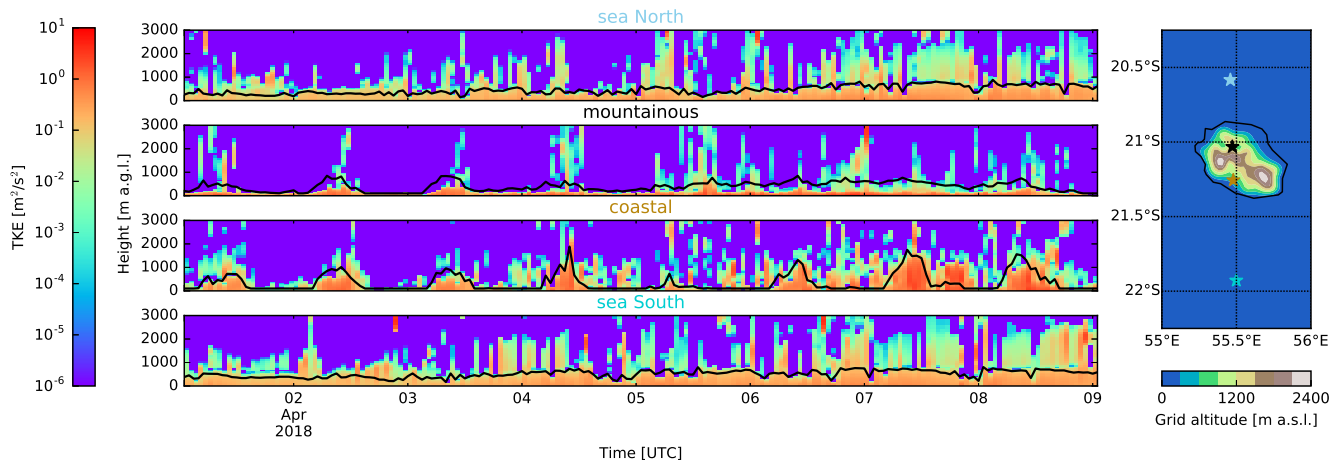 TKE [m²/s²]
10¹
10⁰
10⁻¹
10⁻²
10⁻³
10⁻⁴
10⁻⁵
10⁻⁶
Height [m a.g.l.]
sea North
3000
2000
1000
0
mountainous
3000
2000
1000
0
coastal
3000
2000
1000
0
sea South
3000
2000
1000
0
02 03 04 05 06 07 08 09
Apr
2018
Time [UTC]
20.5°S
21°S
21.5°S
22°S
55°E 55.5°E 56°E
0 1200 2400
Grid altitude [m a.s.l.]